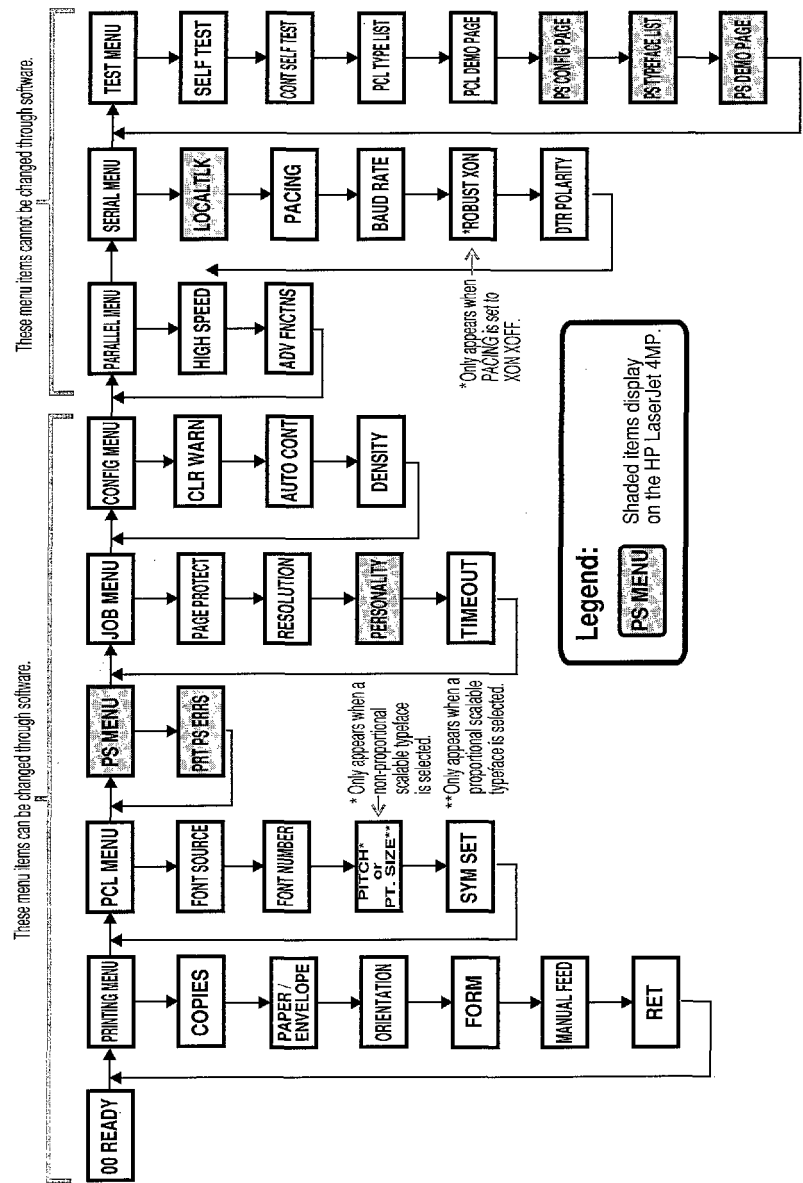 These menu items can be changed through software.
These menu items cannot be changed through software.
00 READY
PRINTING MENU
COPIES
PAPER /
ENVELOPE
ORIENTATION
FORM
MANUAL FEED
RET
PCL MENU
FONT SOURCE
FONT NUMBER
PITCH*
or
PT. SIZE**
SYM SET
* Only appears when a
non-proportional
scalable typeface
is selected.
**Only appears when a
proportional scalable
typeface is selected.
PS MENU
PRT PS ERRS
JOB MENU
PAGE PROTECT
RESOLUTION
PERSONALITY
TIMEOUT
CONFIG MENU
CLR WARN
AUTO CONT
DENSITY
PARALLEL MENU
HIGH SPEED
ADV FNCTNS
SERIAL MENU
LOCALTLK
PACING
BAUD RATE
*ROBUST XON
DTR POLARITY
*Only appears when
PACING is set to
XON XOFF.
TEST MENU
SELF TEST
CONT SELF TEST
PCL TYPE LIST
PCL DEMO PAGE
PS CONFIG PAGE
PS TYPEFACE LIST
PS DEMO PAGE
Legend:
PS MENU
Shaded items display
on the HP LaserJet 4MP.